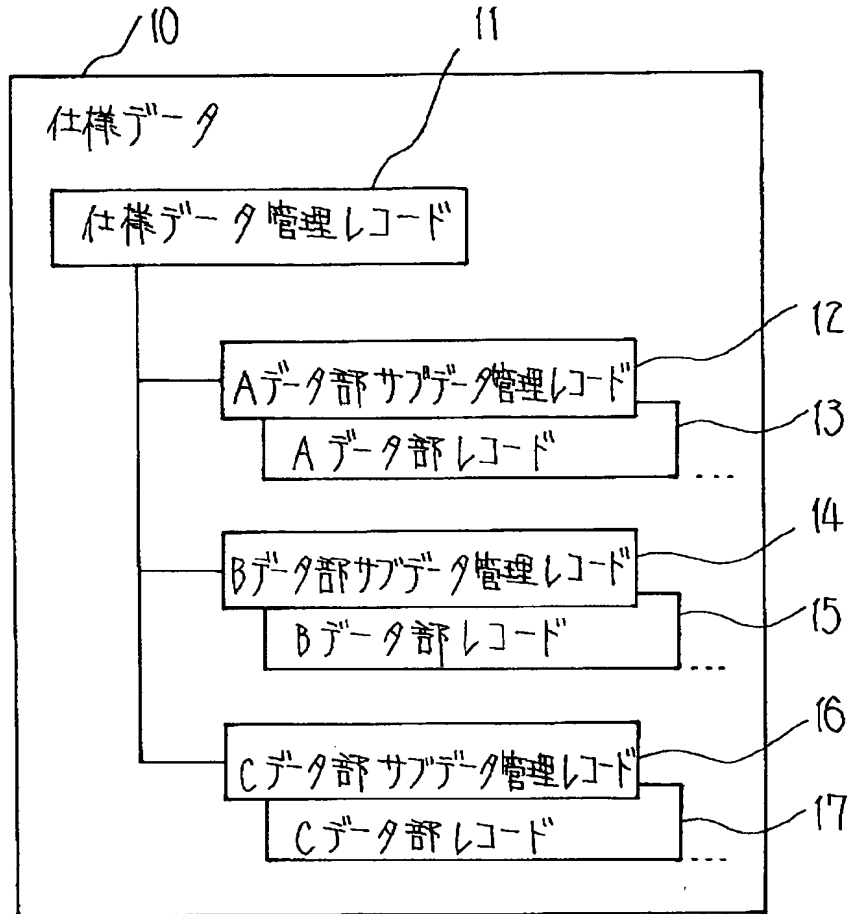 10
11
仕様データ
仕様データ管理レコード
12
Aデータ部サブデータ管理レコード
13
Aデータ部レコード
...
14
Bデータ部サブデータ管理レコード
15
Bデータ部レコード
...
16
Cデータ部サブデータ管理レコード
17
Cデータ部レコード
...